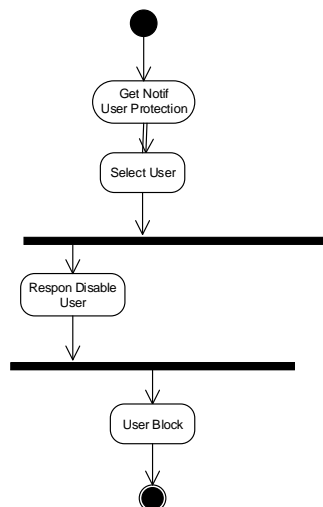 Get Notif
User Protection
Select User
Respon Disable
User
User Block